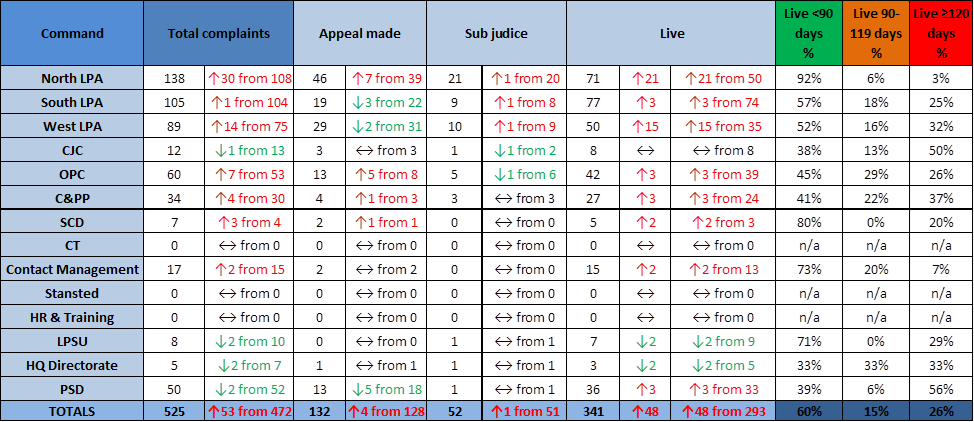 Command Total complaints Appeal made Sub judice Live Live <90 days % Live 90-119 days % Live ≥120 days %
North LPA 138 ↑30 from 108 46 ↑7 from 39 21 ↑1 from 20 71 ↑21 ↑21 from 50 92% 6% 3%
South LPA 105 ↑1 from 104 19 ↓3 from 22 9 ↑1 from 8 77 ↑3 ↑3 from 74 57% 18% 25%
West LPA 89 ↑14 from 75 29 ↓2 from 31 10 ↑1 from 9 50 ↑15 ↑15 from 35 52% 16% 32%
CJC 12 ↓1 from 13 3 ↔ from 3 1 ↓1 from 2 8 ↔ ↔ from 8 38% 13% 50%
OPC 60 ↑7 from 53 13 ↑5 from 8 5 ↓1 from 6 42 ↑3 ↑3 from 39 45% 29% 26%
C&PP 34 ↑4 from 30 4 ↑1 from 3 3 ↔ from 3 27 ↑3 ↑3 from 24 41% 22% 37%
SCD 7 ↑3 from 4 2 ↑1 from 1 0 ↔ from 0 5 ↑2 ↑2 from 3 80% 0% 20%
CT 0 ↔ from 0 0 ↔ from 0 0 ↔ from 0 0 ↔ ↔ from 0 n/a n/a n/a
Contact Management 17 ↑2 from 15 2 ↔ from 2 0 ↔ from 0 15 ↑2 ↑2 from 13 73% 20% 7%
Stansted 0 ↔ from 0 0 ↔ from 0 0 ↔ from 0 0 ↔ ↔ from 0 n/a n/a n/a
HR & Training 0 ↔ from 0 0 ↔ from 0 0 ↔ from 0 0 ↔ ↔ from 0 n/a n/a n/a
LPSU 8 ↓2 from 10 0 ↔ from 0 1 ↔ from 1 7 ↓2 ↓2 from 9 71% 0% 29%
HQ Directorate 5 ↓2 from 7 1 ↔ from 1 1 ↔ from 1 3 ↓2 ↓2 from 5 33% 33% 33%
PSD 50 ↓2 from 52 13 ↓5 from 18 1 ↔ from 1 36 ↑3 ↑3 from 33 39% 6% 56%
TOTALS 525 ↑53 from 472 132 ↑4 from 128 52 ↑1 from 51 341 ↑48 ↑48 from 293 60% 15% 26%